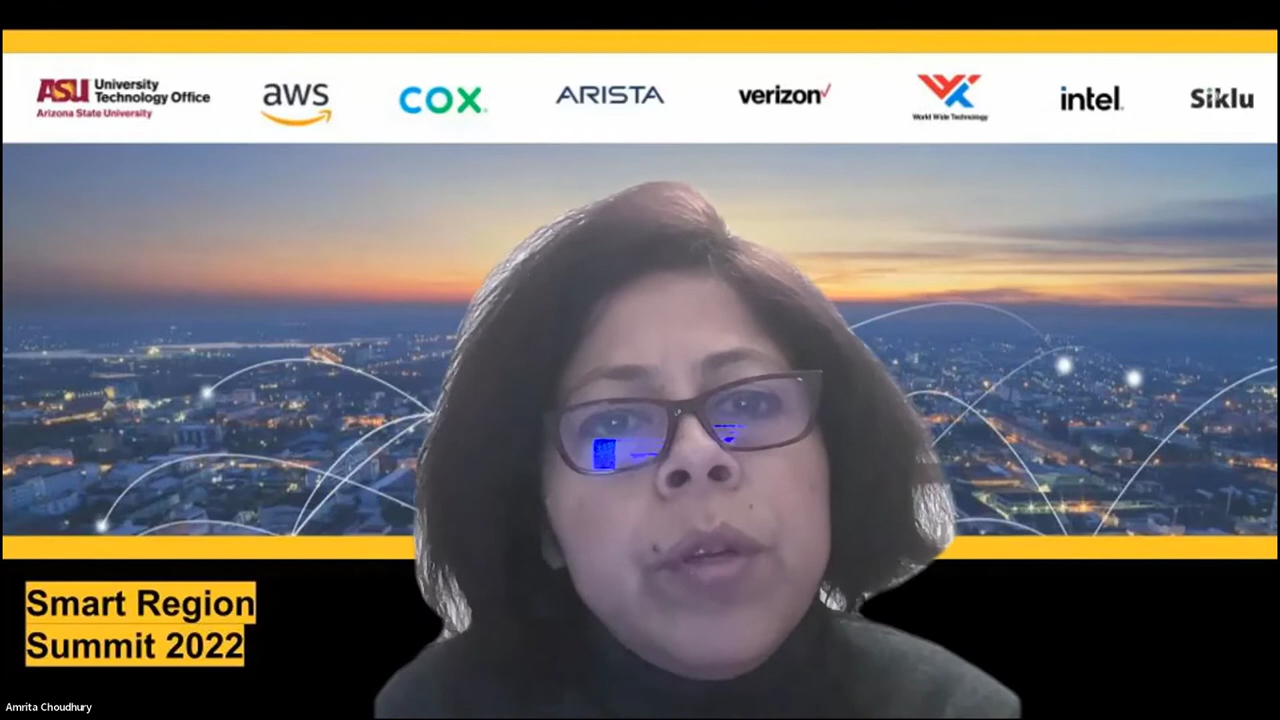 ASU University
Technology Office
Arizona State University
aws
COX
ARISTA
verizon
World Wide Technology
intel
Siklu
Smart Region
Summit 2022
Amrita Choudhury